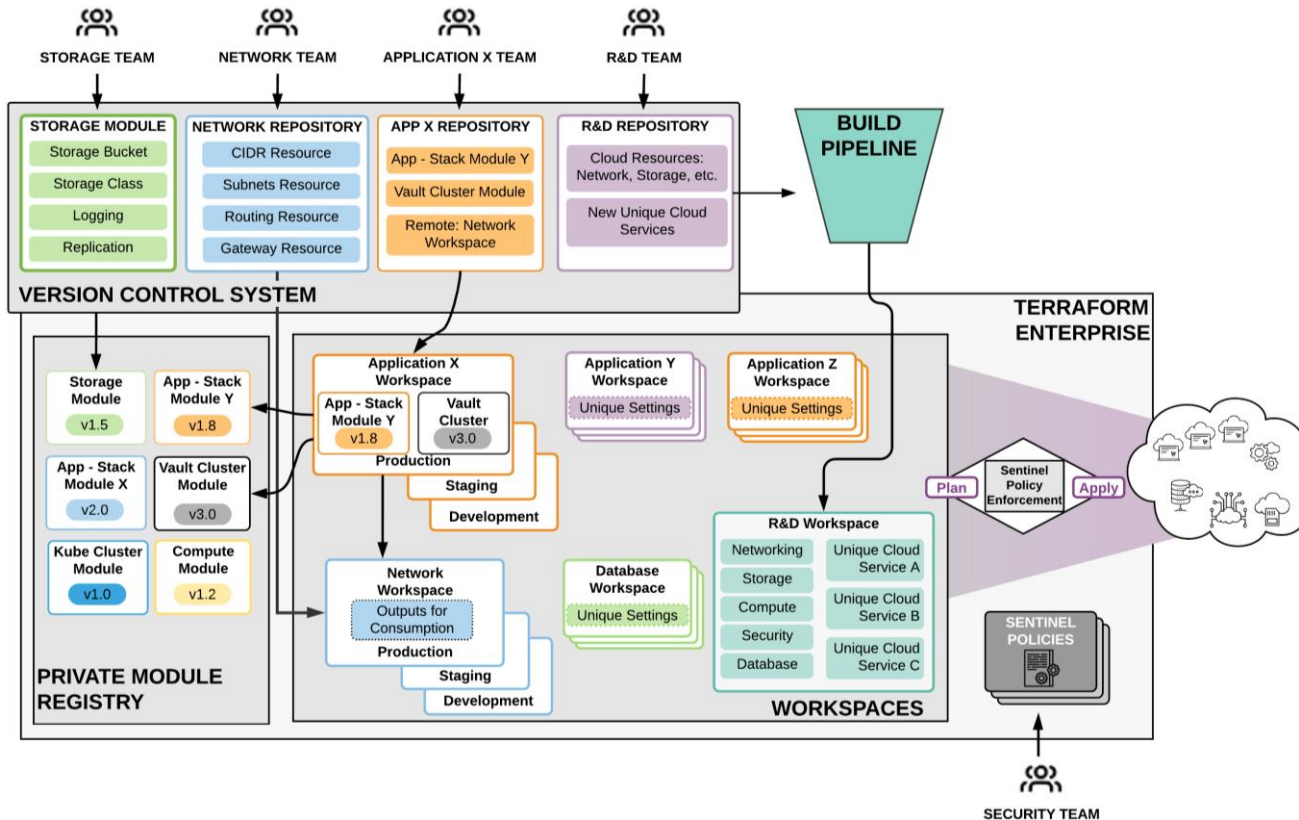 STORAGE TEAM
NETWORK TEAM
APPLICATION X TEAM
R&D TEAM
STORAGE MODULE
Storage Bucket
Storage Class
Logging
Replication
NETWORK REPOSITORY
CIDR Resource
Subnets Resource
Routing Resource
Gateway Resource
APP X REPOSITORY
App - Stack Module Y
Vault Cluster Module
Remote: Network
Workspace
R&D REPOSITORY
Cloud Resources:
Network, Storage, etc.
New Unique Cloud
Services
VERSION CONTROL SYSTEM
BUILD
PIPELINE
TERRAFORM
ENTERPRISE
Storage
Module
v1.5
App - Stack
Module Y
v1.8
App - Stack
Module X
v2.0
Vault Cluster
Module
v3.0
Kube Cluster
Module
v1.0
Compute
Module
v1.2
PRIVATE MODULE
REGISTRY
Application X
Workspace
App - Stack
Module Y
v1.8
Vault
Cluster
v3.0
Production
Staging
Development
Application Y
Workspace
Unique Settings
Application Z
Workspace
Unique Settings
Network
Workspace
Outputs for
Consumption
Production
Staging
Development
Database
Workspace
Unique Settings
R&D Workspace
Networking
Storage
Compute
Security
Database
Unique Cloud
Service A
Unique Cloud
Service B
Unique Cloud
Service C
WORKSPACES
Plan
Sentinel
Policy
Enforcement
Apply
SENTINEL
POLICIES
SECURITY TEAM